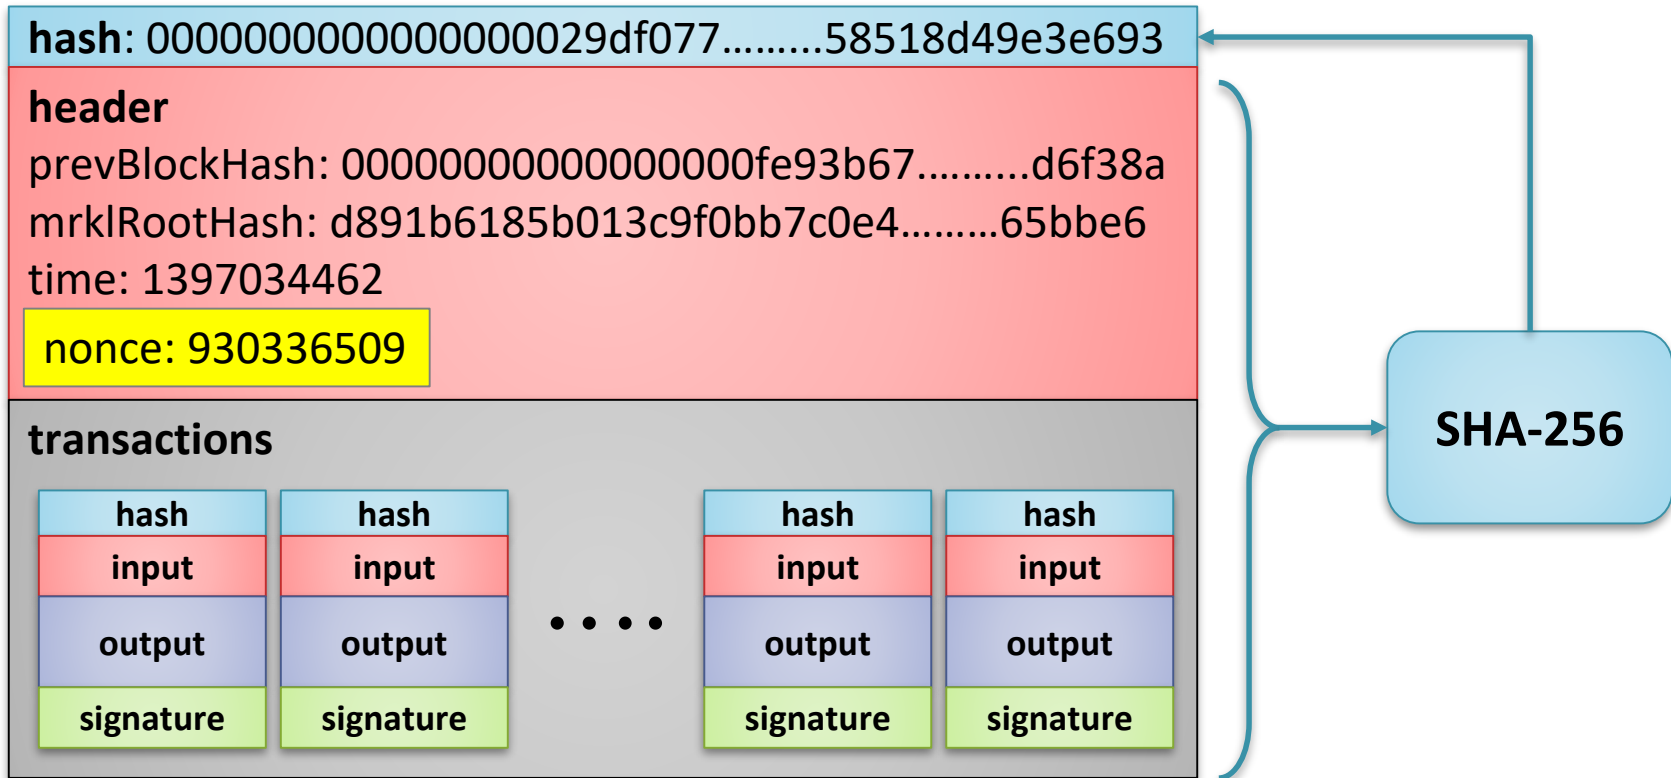 hash: 0000000000000000029df077……...58518d49e3e693
header
prevBlockHash: 00000000000000000fe93b67.……...d6f38a
mrklRootHash: d891b6185b013c9f0bb7c0e4………65bbe6
time: 1397034462
nonce: 930336509
SHA-256
transactions
hash hash hash hash
input input input input
output output •••• output output
signature signature signature signature